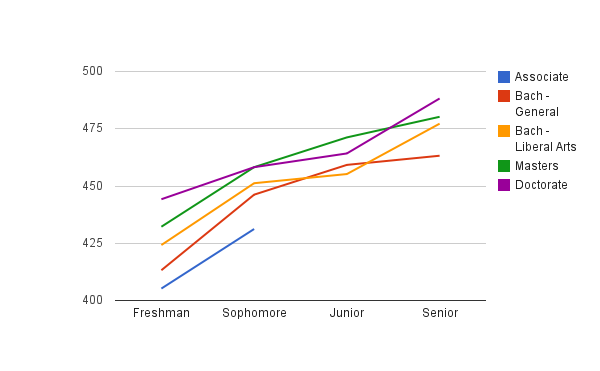 500
475
450
425
400
Freshman Sophomore Junior Senior
Associate
Bach -
General
Bach -
Liberal Arts
Masters
Doctorate